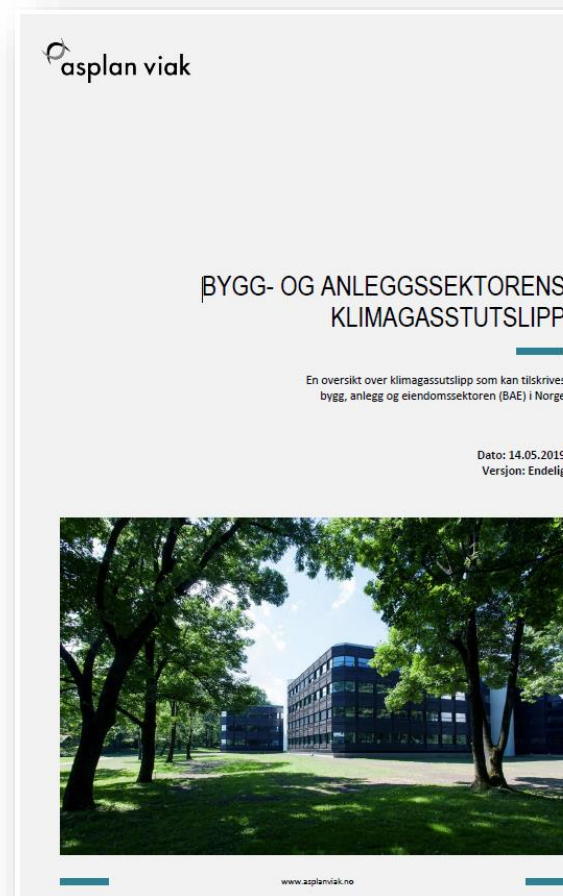 asplan viak
BYGG- OG ANLEGGSSEKTORENS
KLIMAGASSTUTSLIPP
En oversikt over klimagassutslipp som kan tilskrives
bygg, anlegg og eiendomssektoren (BAE) i Norge
Dato: 14.05.2019
Versjon: Endelig
www.asplanviak.no